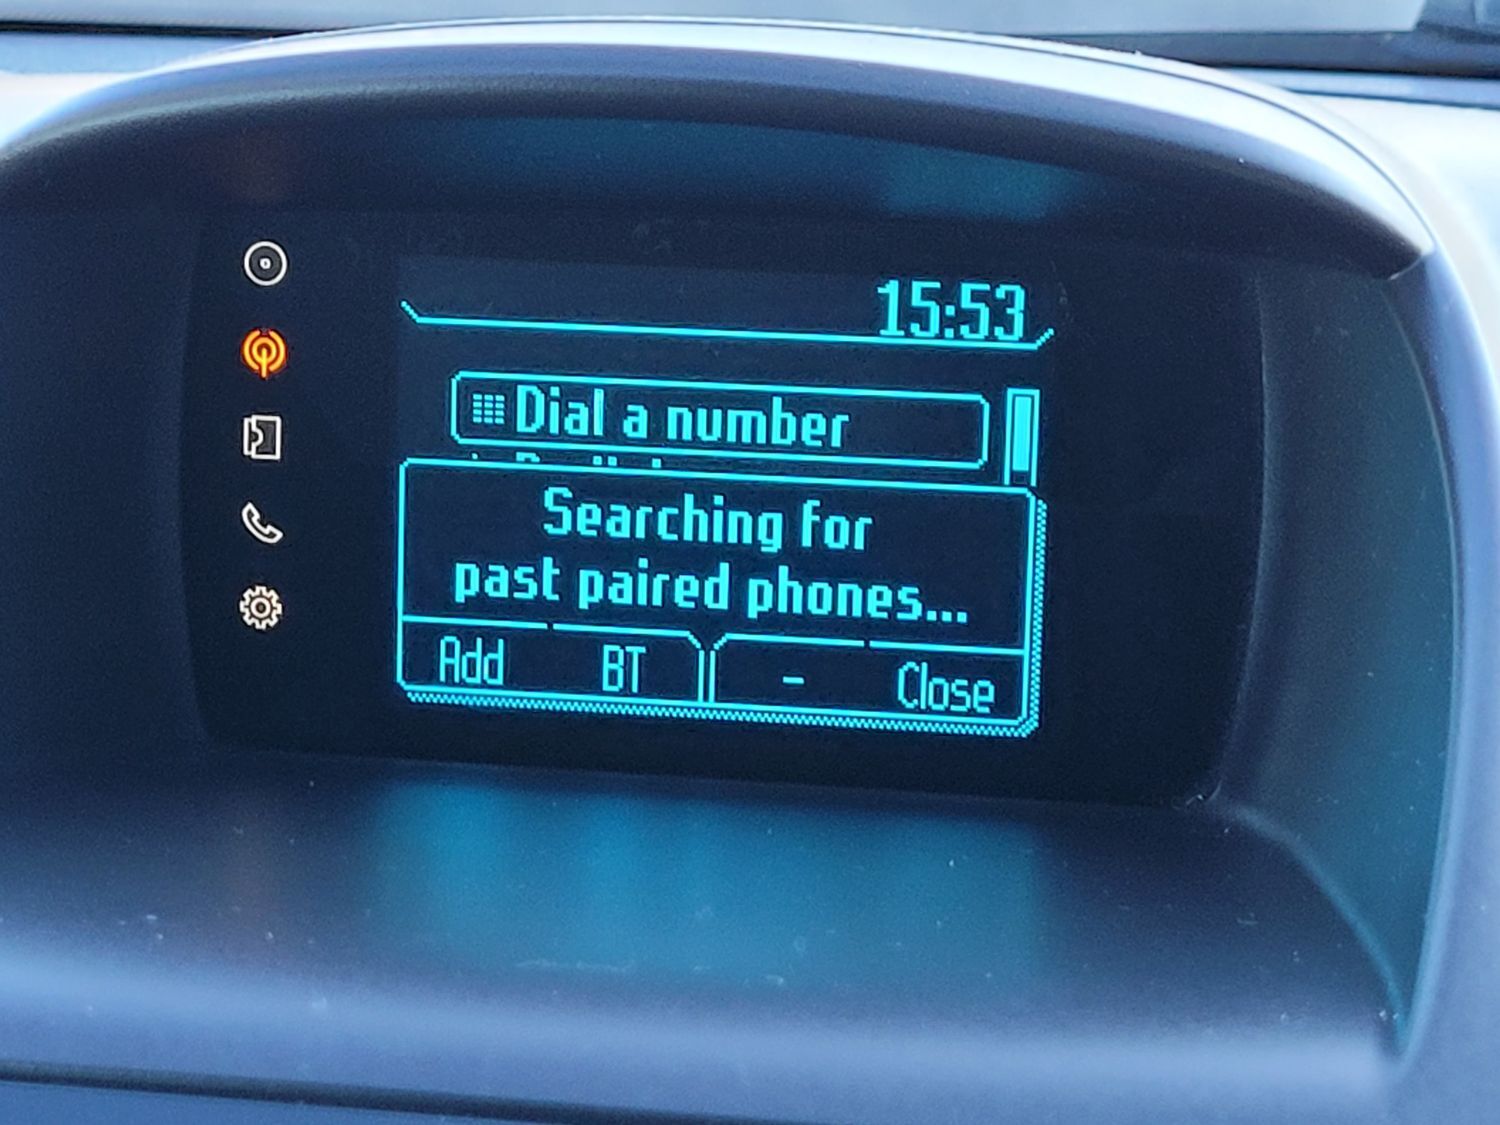 15:53
Dial a number
Searching for
past paired phones...
Add BT - Close